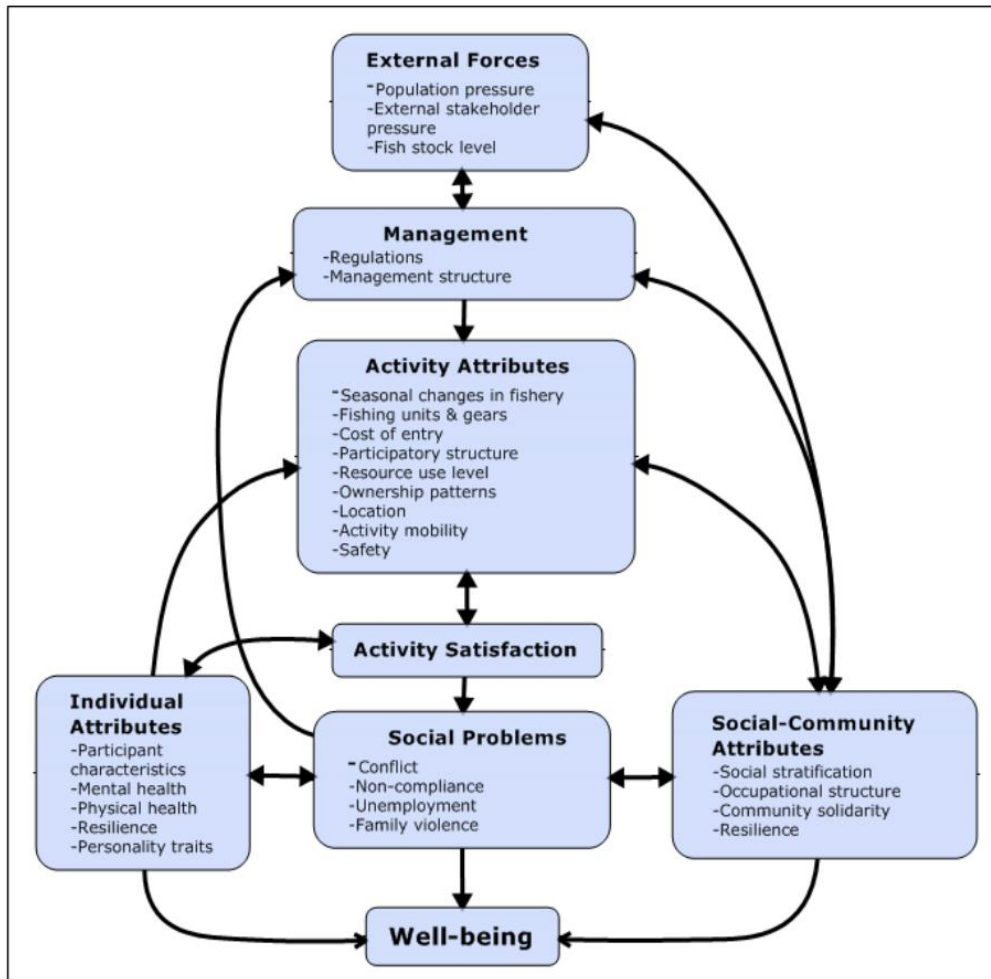 External Forces
-Population pressure
-External stakeholder
pressure
-Fish stock level
Management
-Regulations
-Management structure
Activity Attributes
-Seasonal changes in fishery
-Fishing units & gears
-Cost of entry
-Participatory structure
-Resource use level
-Ownership patterns
-Location
-Activity mobility
-Safety
Activity Satisfaction
Individual
Attributes
-Participant
characteristics
-Mental health
-Physical health
-Resilience
-Personality traits
Social Problems
-Conflict
-Non-compliance
-Unemployment
-Family violence
Social-Community
Attributes
-Social stratification
-Occupational structure
-Community solidarity
-Resilience
Well-being